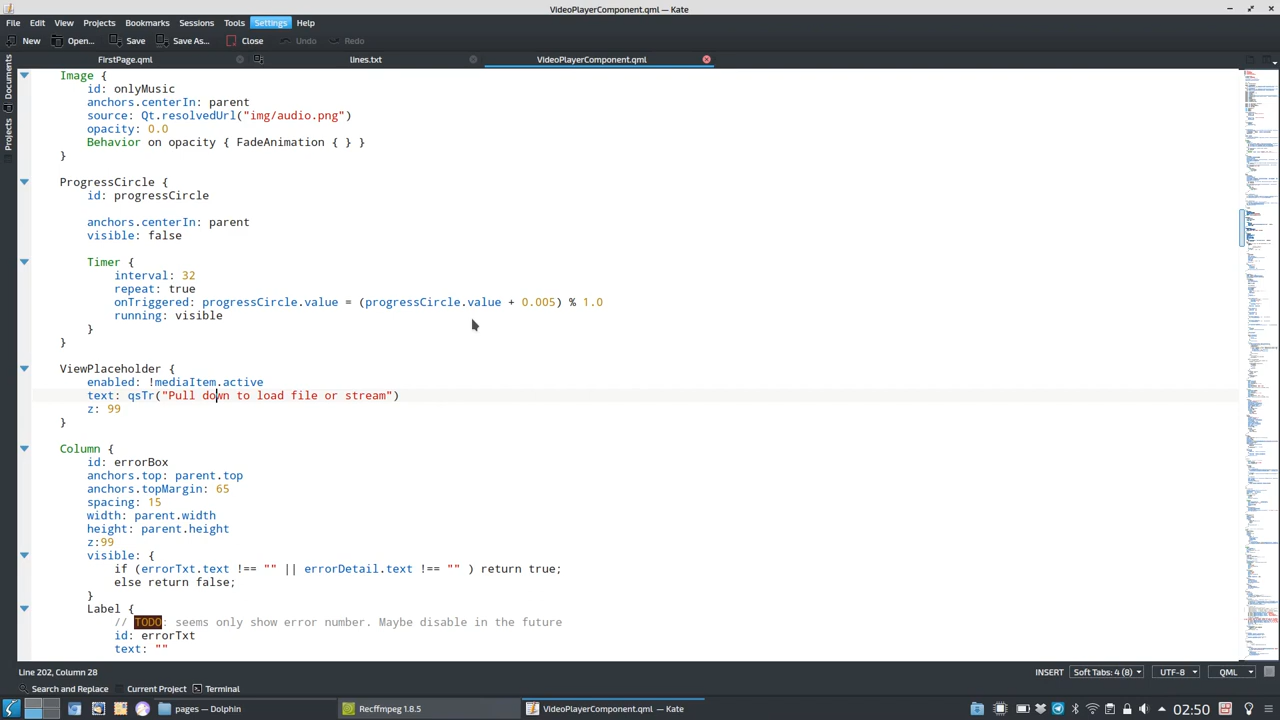 VideoPlayerComponent.qml — Kate
File Edit View Projects Bookmarks Sessions Tools Settings Help
New Open... Save Save As... Close Undo Redo
FirstPage.qml lines.txt VideoPlayerComponent.qml
Documents
Projects
Image {
id: onlyMusic
anchors.centerIn: parent
source: Qt.resolvedUrl("img/audio.png")
opacity: 0.0
Behavior on opacity { FadeAnimation { } }
}
ProgressCircle {
id: progressCircle
anchors.centerIn: parent
visible: false
Timer {
interval: 32
repeat: true
onTriggered: progressCircle.value = (progressCircle.value + 0.005) % 1.0
running: visible
}
}
ViewPlaceholder {
enabled: !mediaItem.active
text: qsTr("Pull down to load file or stream")
z: 99
}
Column {
id: errorBox
anchors.top: parent.top
anchors.topMargin: 65
spacing: 15
width: parent.width
height: parent.height
z:99
visible: {
if (errorTxt.text !== "" || errorDetail.text !== "" ) return true;
else return false;
}
Label {
// TODO: seems only show error number. Maybe disable in the future
id: errorTxt
text: ""
Line 202, Column 28 INSERT Soft Tabs: 4 (8) UTF-8 QML
Search and Replace Current Project Terminal
pages — Dolphin Recffmpeg 1.8.5 VideoPlayerComponent.qml — Kate 02:50